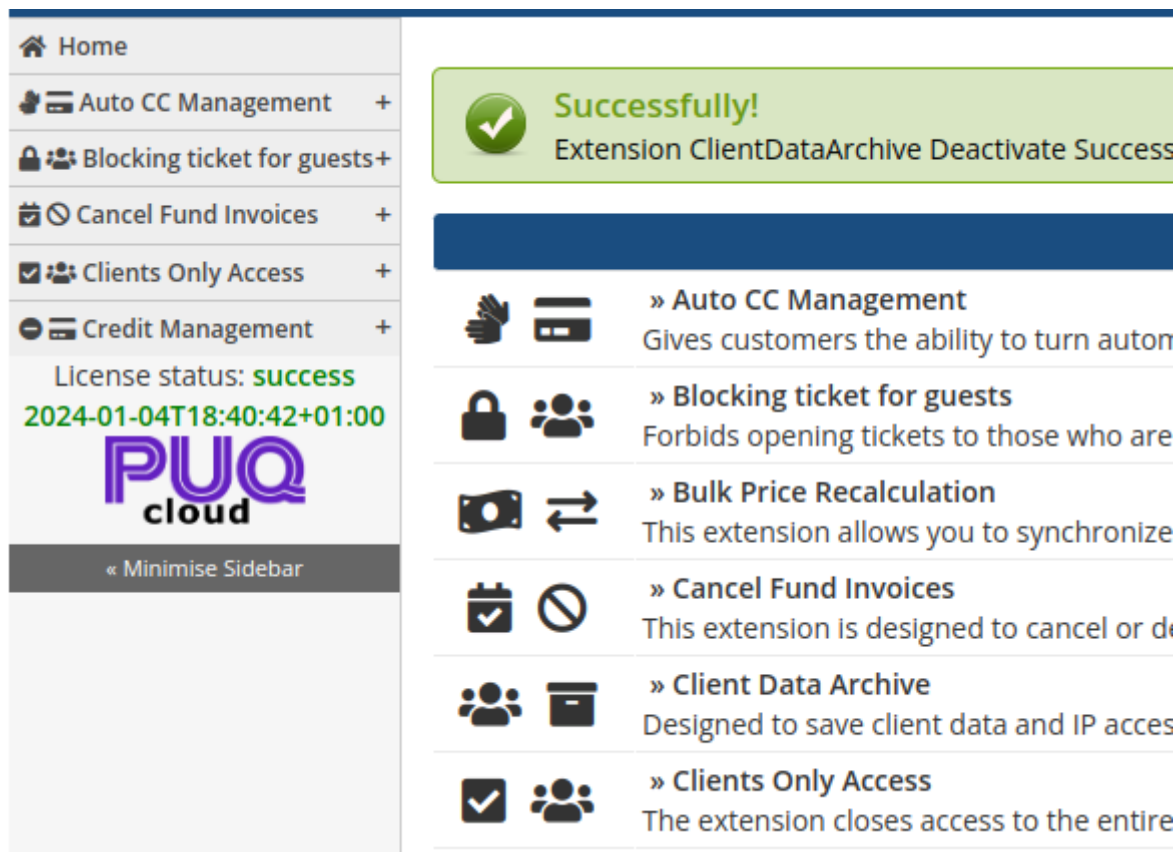 Home
Auto CC Management +
Blocking ticket for guests+
Cancel Fund Invoices +
Clients Only Access +
Credit Management +
License status: success
2024-01-04T18:40:42+01:00
PUQ
cloud
« Minimise Sidebar
Successfully!
Extension ClientDataArchive Deactivate Success
» Auto CC Management
Gives customers the ability to turn autom
» Blocking ticket for guests
Forbids opening tickets to those who are
» Bulk Price Recalculation
This extension allows you to synchronize
» Cancel Fund Invoices
This extension is designed to cancel or de
» Client Data Archive
Designed to save client data and IP acces
» Clients Only Access
The extension closes access to the entire